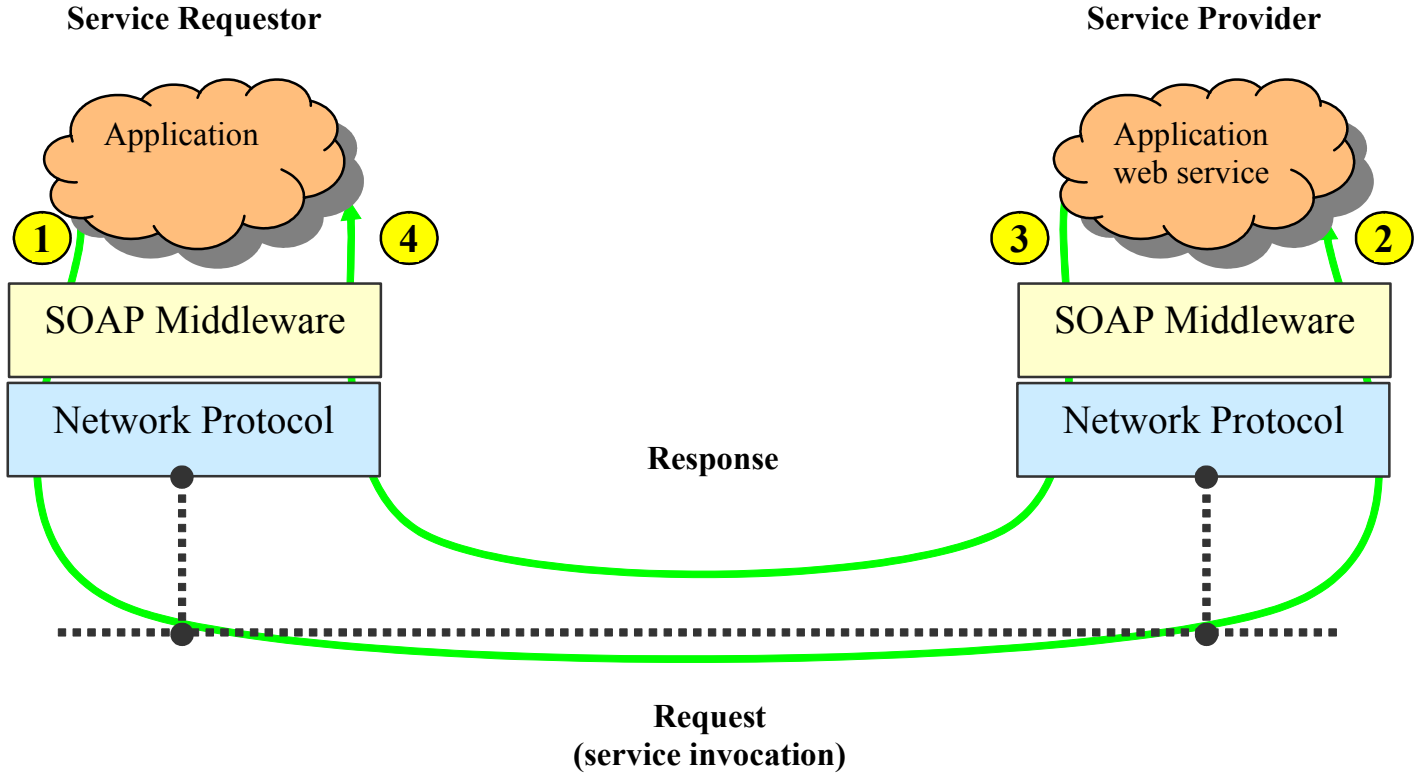 Service Requestor
Service Provider
Application
Application
web service
1
4
3
2
SOAP Middleware
SOAP Middleware
Network Protocol
Network Protocol
Response
Request
(service invocation)